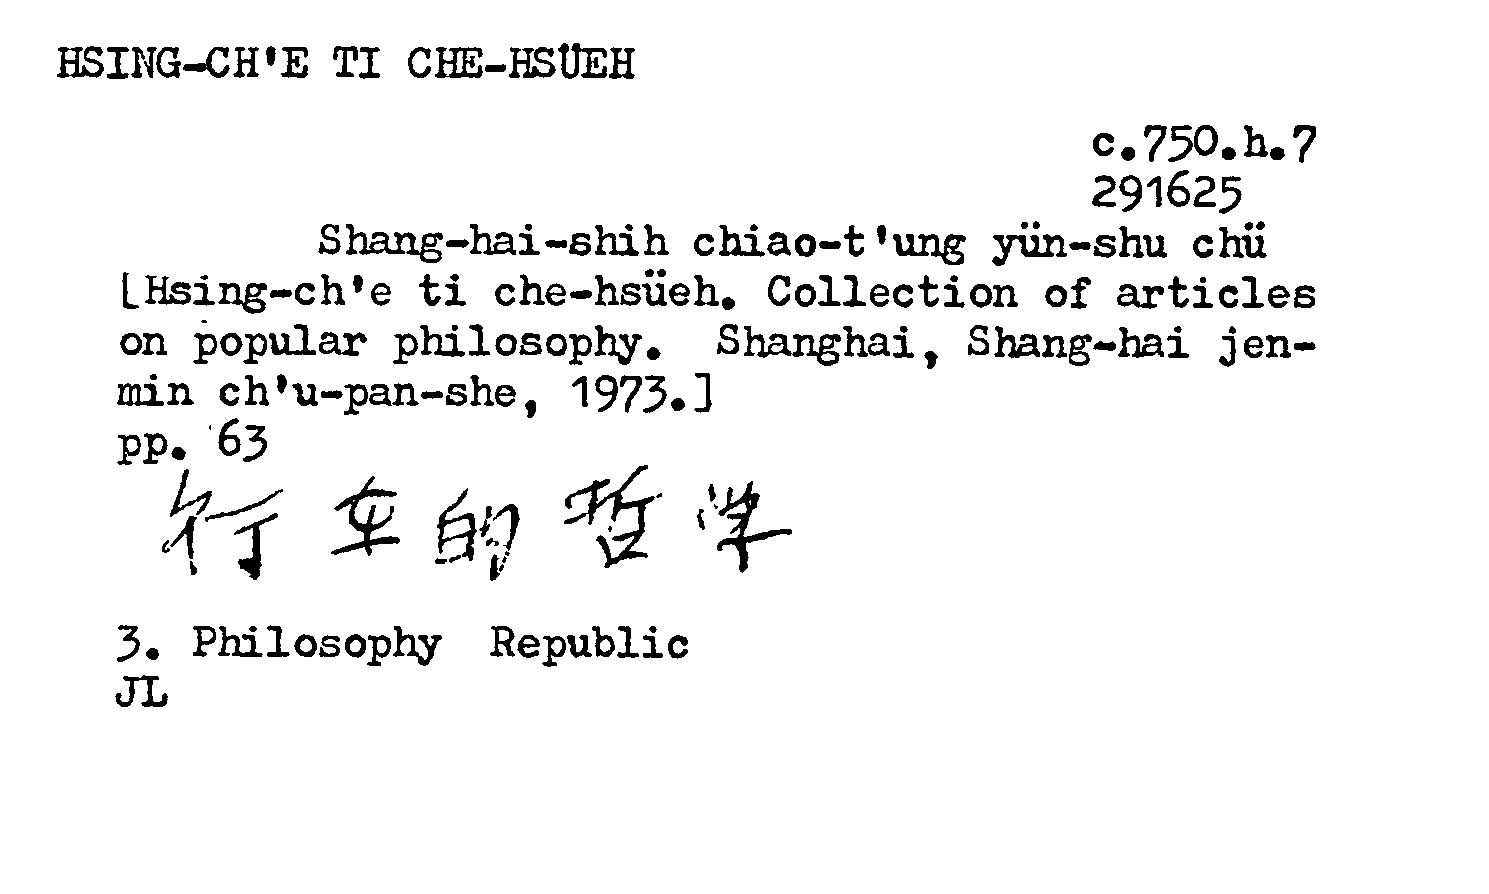 HSING-CH'E TI CHE-HSÜEH
c.750.h.7
291625
Shang-hai-shih chiao-t'ung yün-shu chü
[Hsing-ch'e ti che-hsüeh. Collection of articles
on popular philosophy. Shanghai, Shang-hai jen-
min ch'u-pan-she, 1973.]
pp. 63
行车的哲学
3. Philosophy Republic
JL